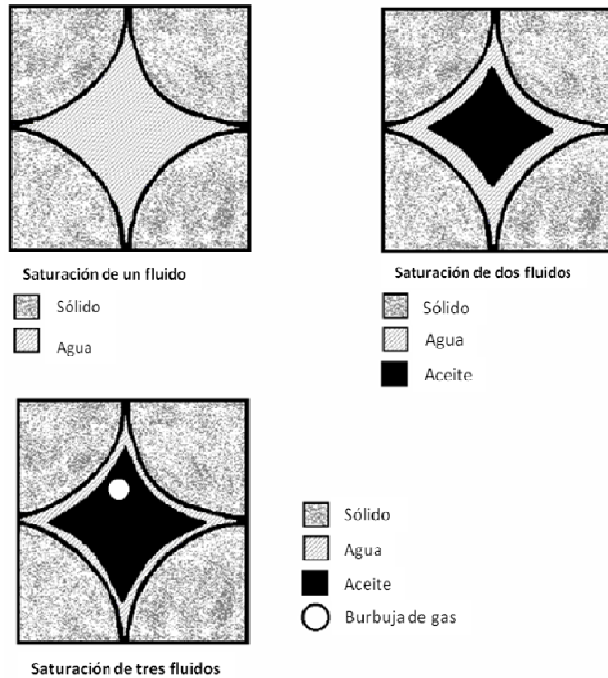 Saturación de un fluido
Sólido
Agua
Saturación de dos fluidos
Sólido
Agua
Aceite
Sólido
Agua
Aceite
Burbuja de gas
Saturación de tres fluidos